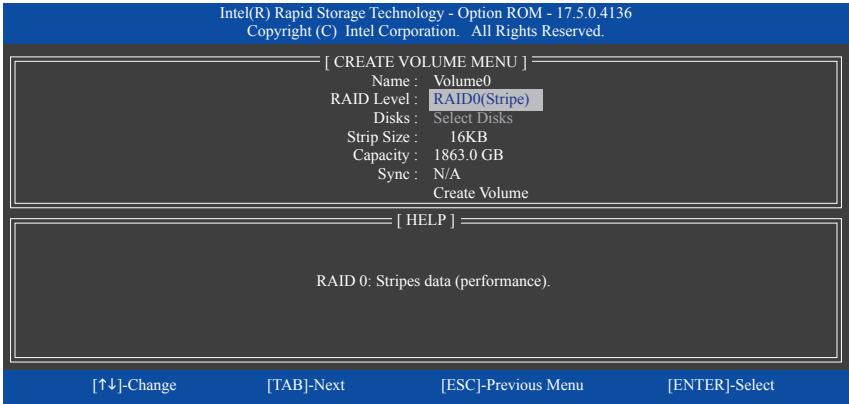 Intel(R) Rapid Storage Technology - Option ROM - 17.5.0.4136
Copyright (C) Intel Corporation. All Rights Reserved.
[ CREATE VOLUME MENU ]
Name : Volume0
RAID Level : RAID0(Stripe)
Disks : Select Disks
Strip Size : 16KB
Capacity : 1863.0 GB
Sync : N/A
Create Volume
[ HELP ]
RAID 0: Stripes data (performance).
[↑↓]-Change [TAB]-Next [ESC]-Previous Menu [ENTER]-Select